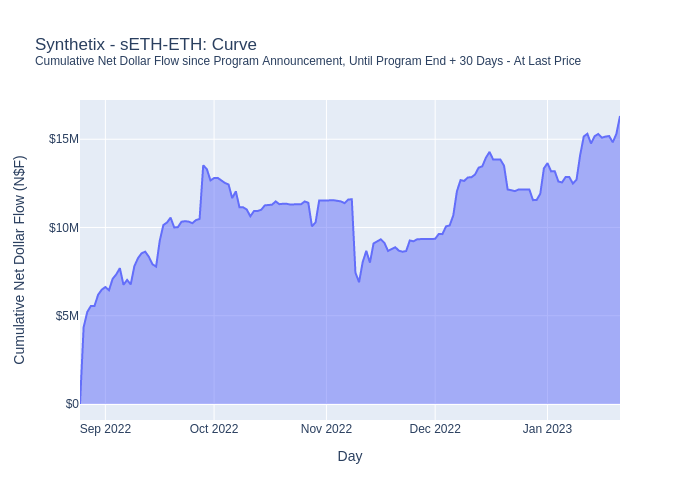 Synthetix - sETH-ETH: Curve
Cumulative Net Dollar Flow since Program Announcement, Until Program End + 30 Days - At Last Price
Cumulative Net Dollar Flow (N$F)
$15M
$10M
$5M
$0
Sep 2022
Oct 2022
Nov 2022
Dec 2022
Jan 2023
Day